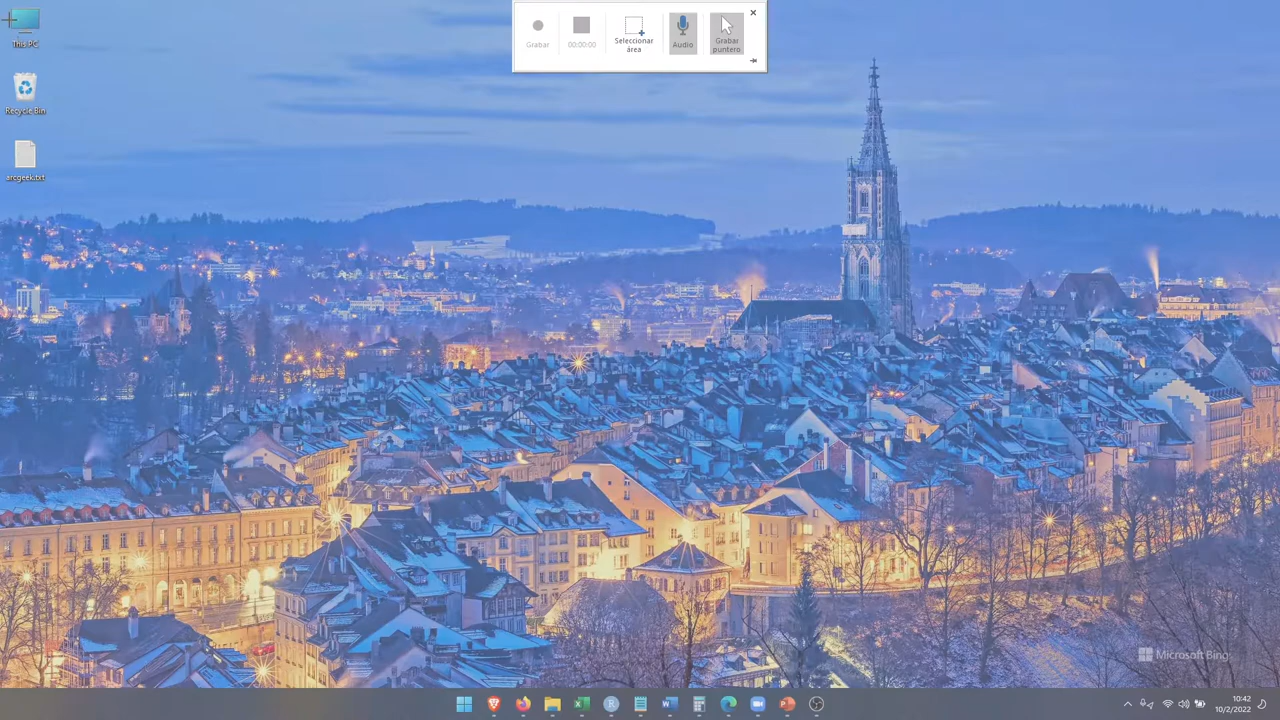 This PC
Recycle Bin
arcgeek.txt
Grabar
00:00:00
Seleccionar
área
Audio
Grabar
puntero
Microsoft Bing
10:42
10/2/2022